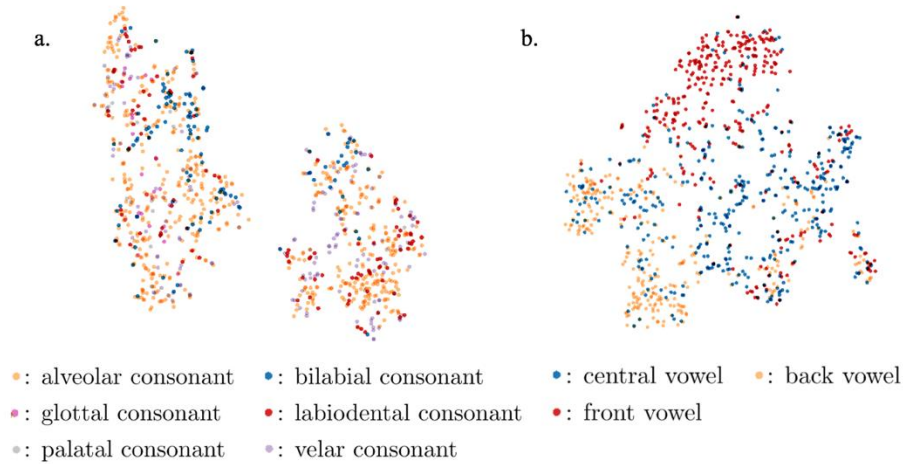 a.
b.
: alveolar consonant : bilabial consonant : central vowel : back vowel
: glottal consonant : labiodental consonant : front vowel
: palatal consonant : velar consonant